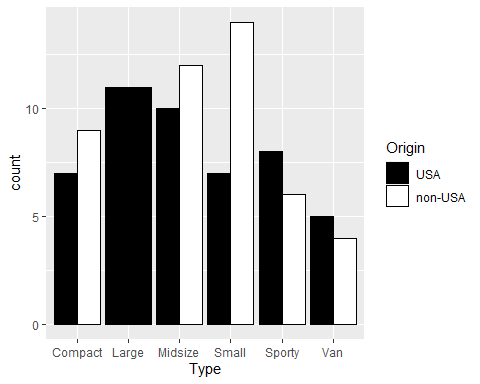 count
10
5
0
Compact Large Midsize Small Sporty Van
Type
Origin
USA
non-USA